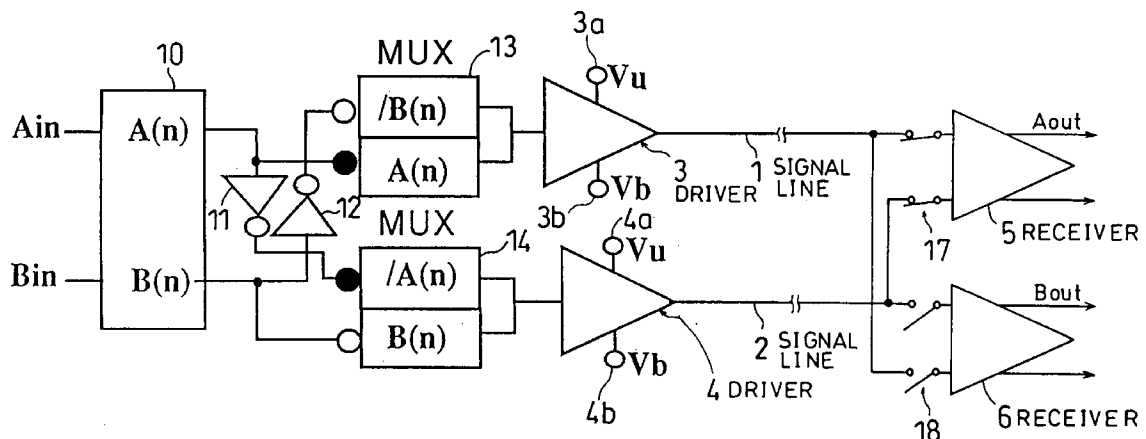 10
Ain
Bin
A(n)
B(n)
11
12
MUX
13
/B(n)
A(n)
MUX
14
/A(n)
B(n)
3a
Vu
Vb
3b
3 DRIVER
4a
Vu
Vb
4b
4 DRIVER
1 SIGNAL
LINE
2 SIGNAL
LINE
17
18
Aout
5 RECEIVER
Bout
6 RECEIVER